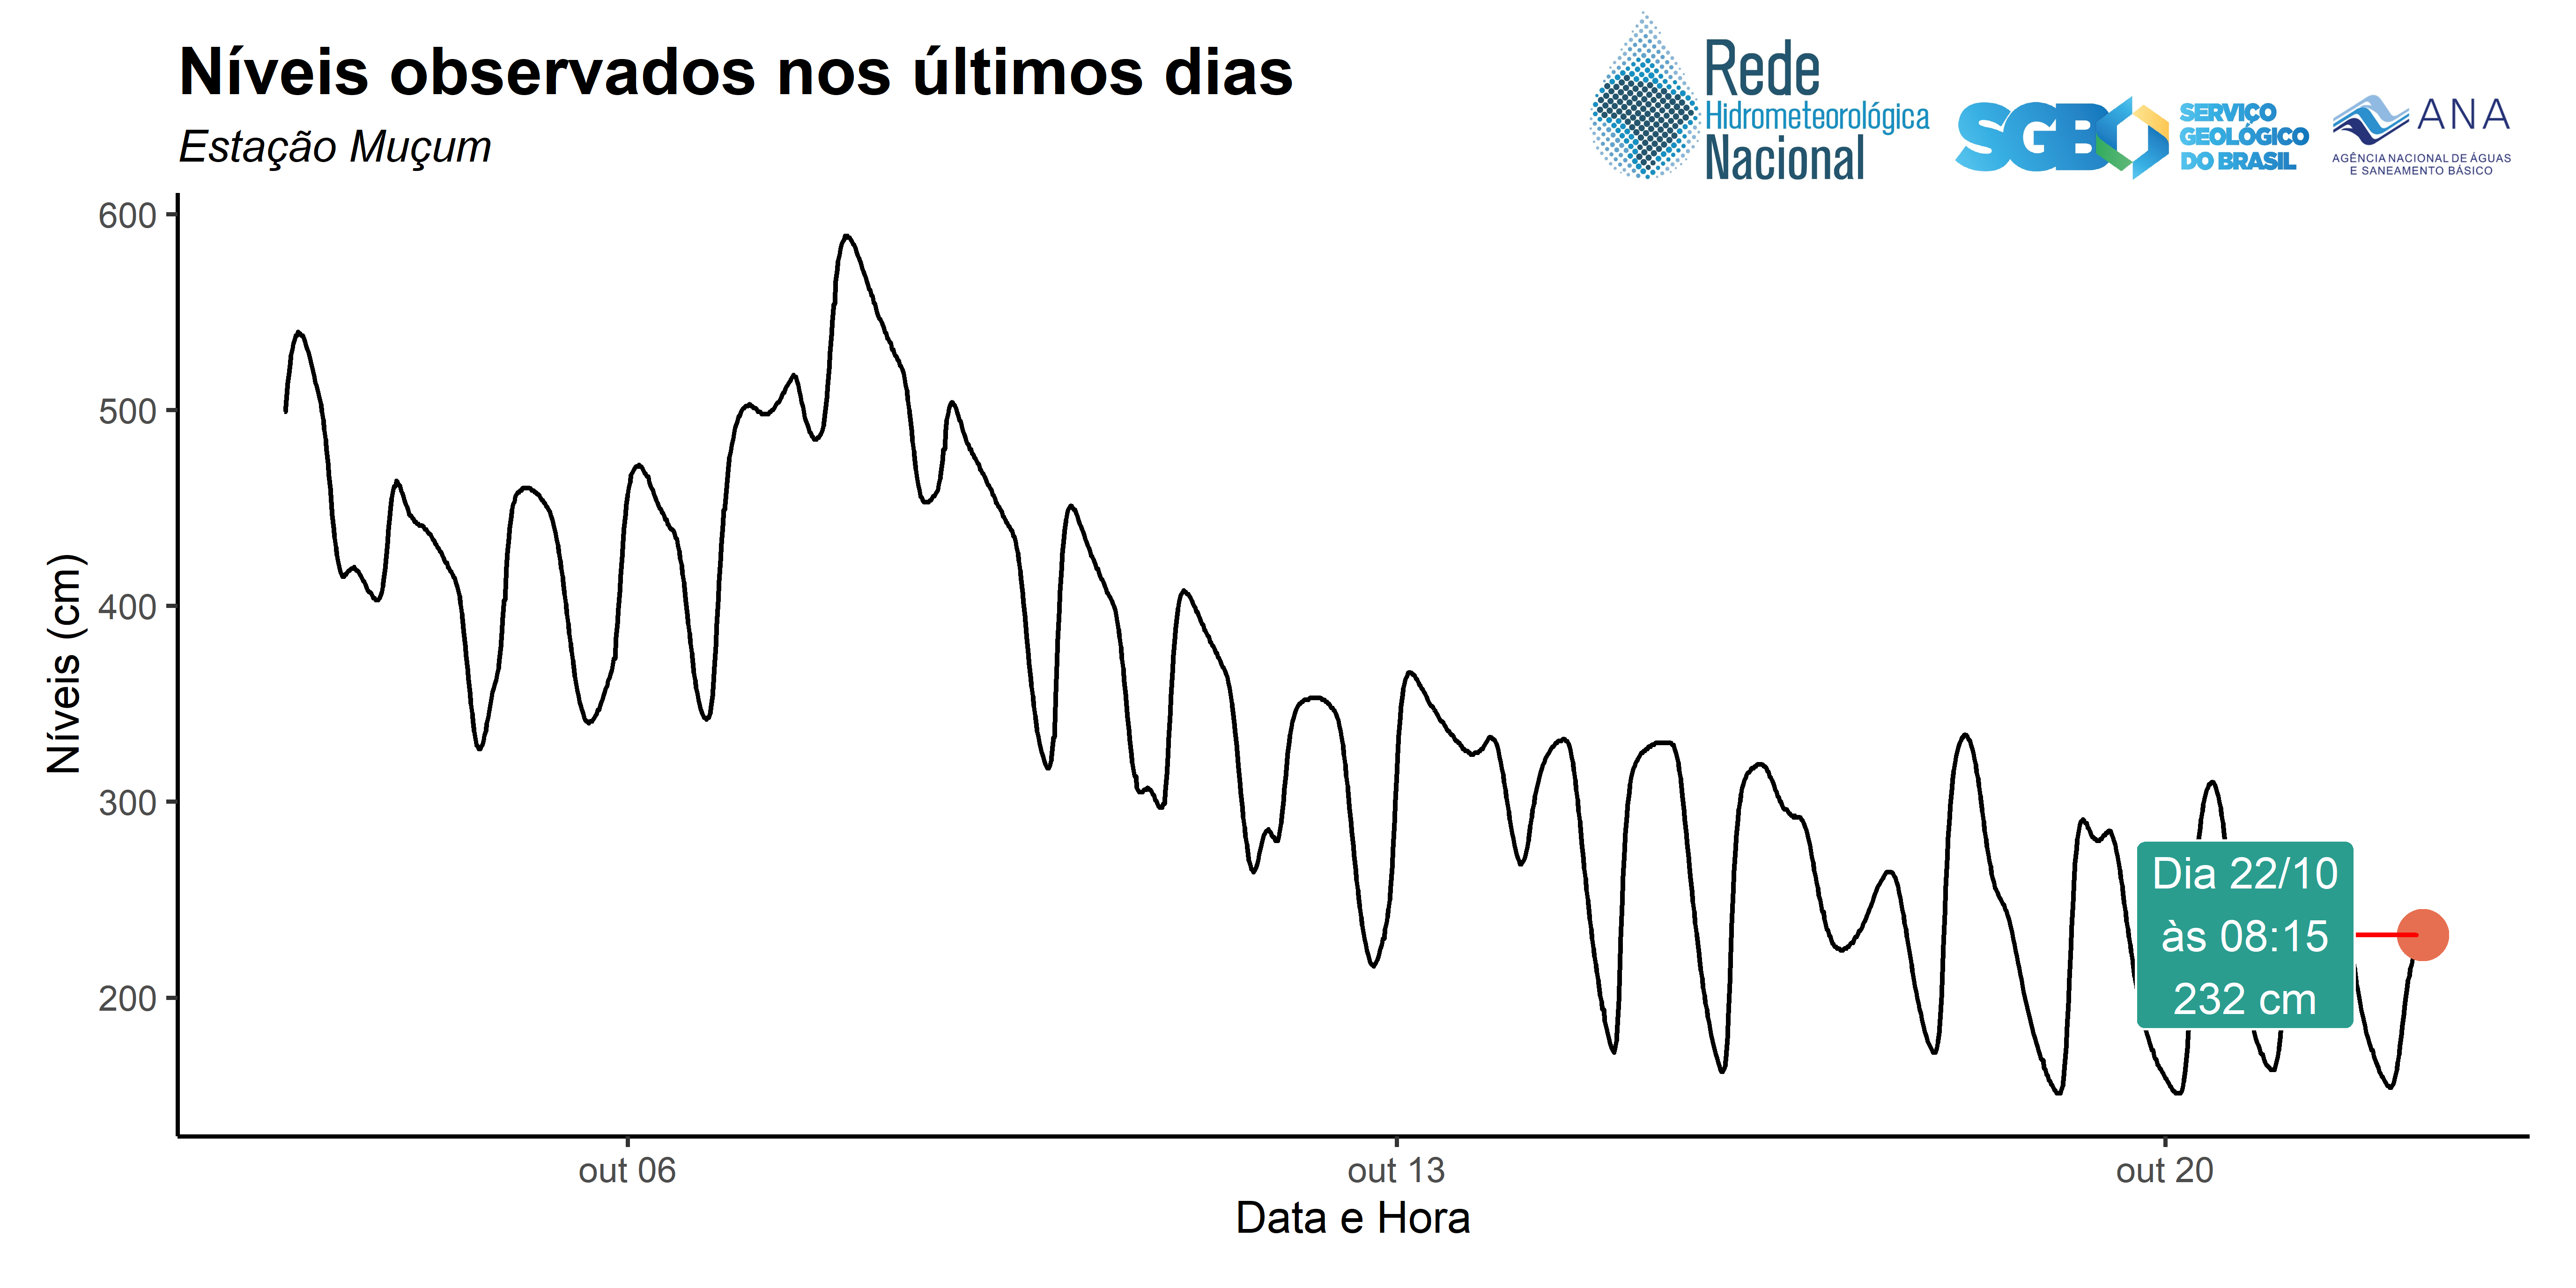 Níveis observados nos últimos dias
Estação Muçum
Rede
Hidrometeorológica
Nacional
SGB
SERVIÇO
GEOLÓGICO
DO BRASIL
ANA
AGÊNCIA NACIONAL DE ÁGUAS
E SANEAMENTO BÁSICO
Níveis (cm)
600
500
400
300
200
Dia 22/10
às 08:15
232 cm
out 06
out 13
out 20
Data e Hora